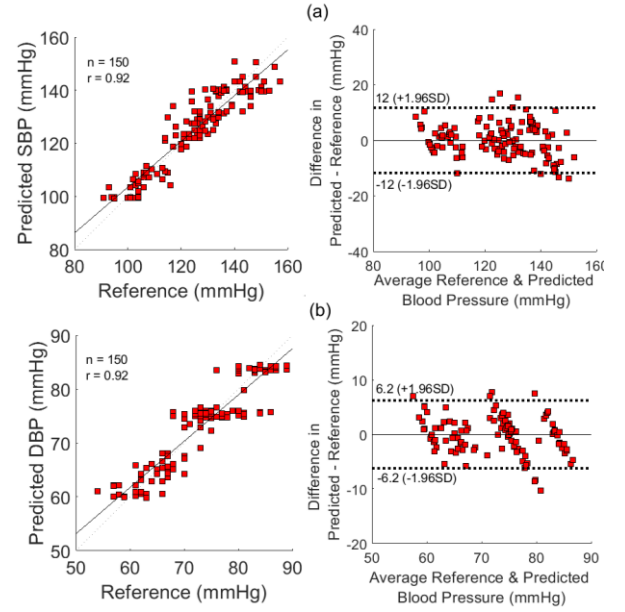 (a)
160
140
120
100
80
Predicted SBP (mmHg)
n = 150
r = 0.92
80 100 120 140 160
Reference (mmHg)
40
20
0
-20
-40
Difference in
Predicted - Reference (mmHg)
12 (+1.96SD)
-12 (-1.96SD)
80 100 120 140 160
Average Reference & Predicted
Blood Pressure (mmHg)
(b)
90
80
70
60
50
Predicted DBP (mmHg)
n = 150
r = 0.92
50 60 70 80 90
Reference (mmHg)
20
10
0
-10
-20
Difference in
Predicted - Reference (mmHg)
6.2 (+1.96SD)
-6.2 (-1.96SD)
50 60 70 80 90
Average Reference & Predicted
Blood Pressure (mmHg)